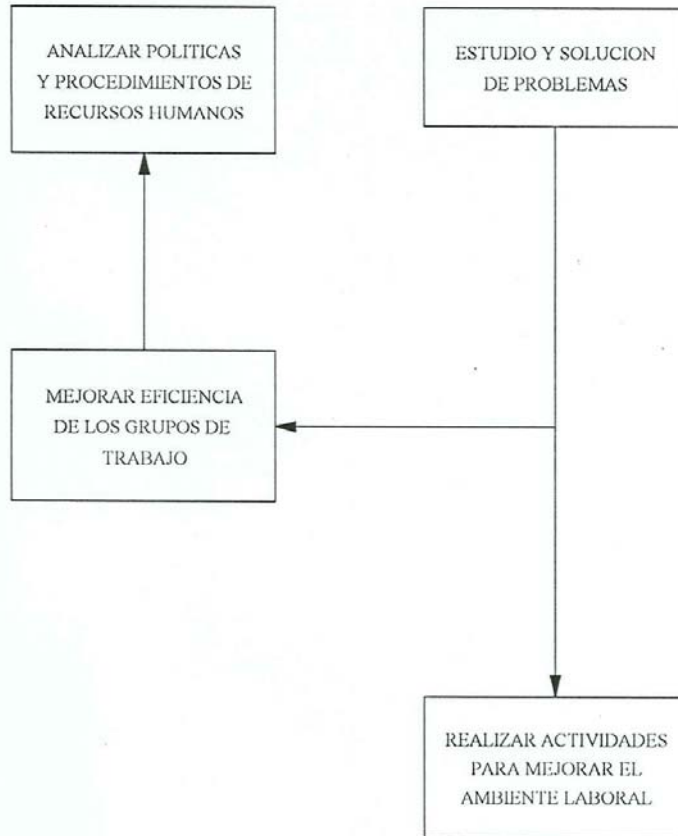 ANALIZAR POLITICAS
Y PROCEDIMIENTOS DE
RECURSOS HUMANOS
ESTUDIO Y SOLUCION
DE PROBLEMAS
MEJORAR EFICIENCIA
DE LOS GRUPOS DE
TRABAJO
REALIZAR ACTIVIDADES
PARA MEJORAR EL
AMBIENTE LABORAL